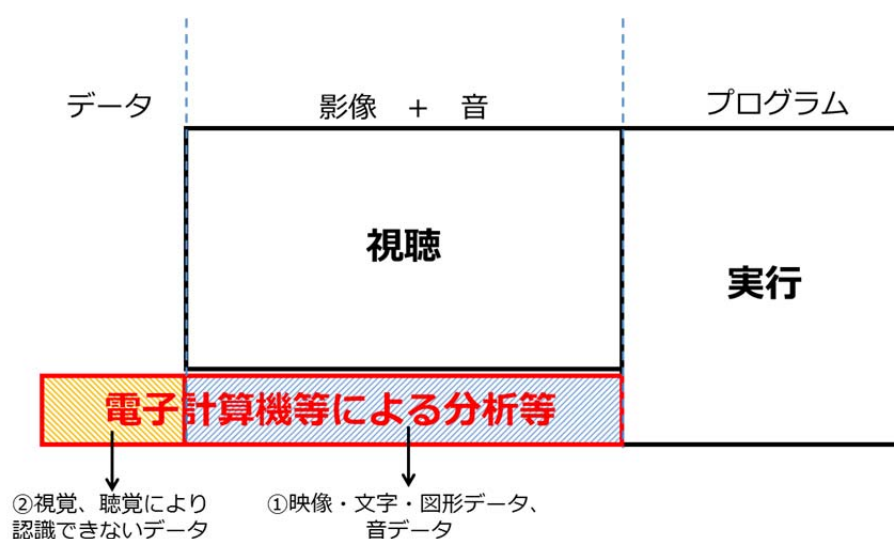 データ
影像　+　音
プログラム
視聴
実行
電子計算機等による分析等
②視覚、聴覚により
認識できないデータ
①映像・文字・図形データ、
音データ